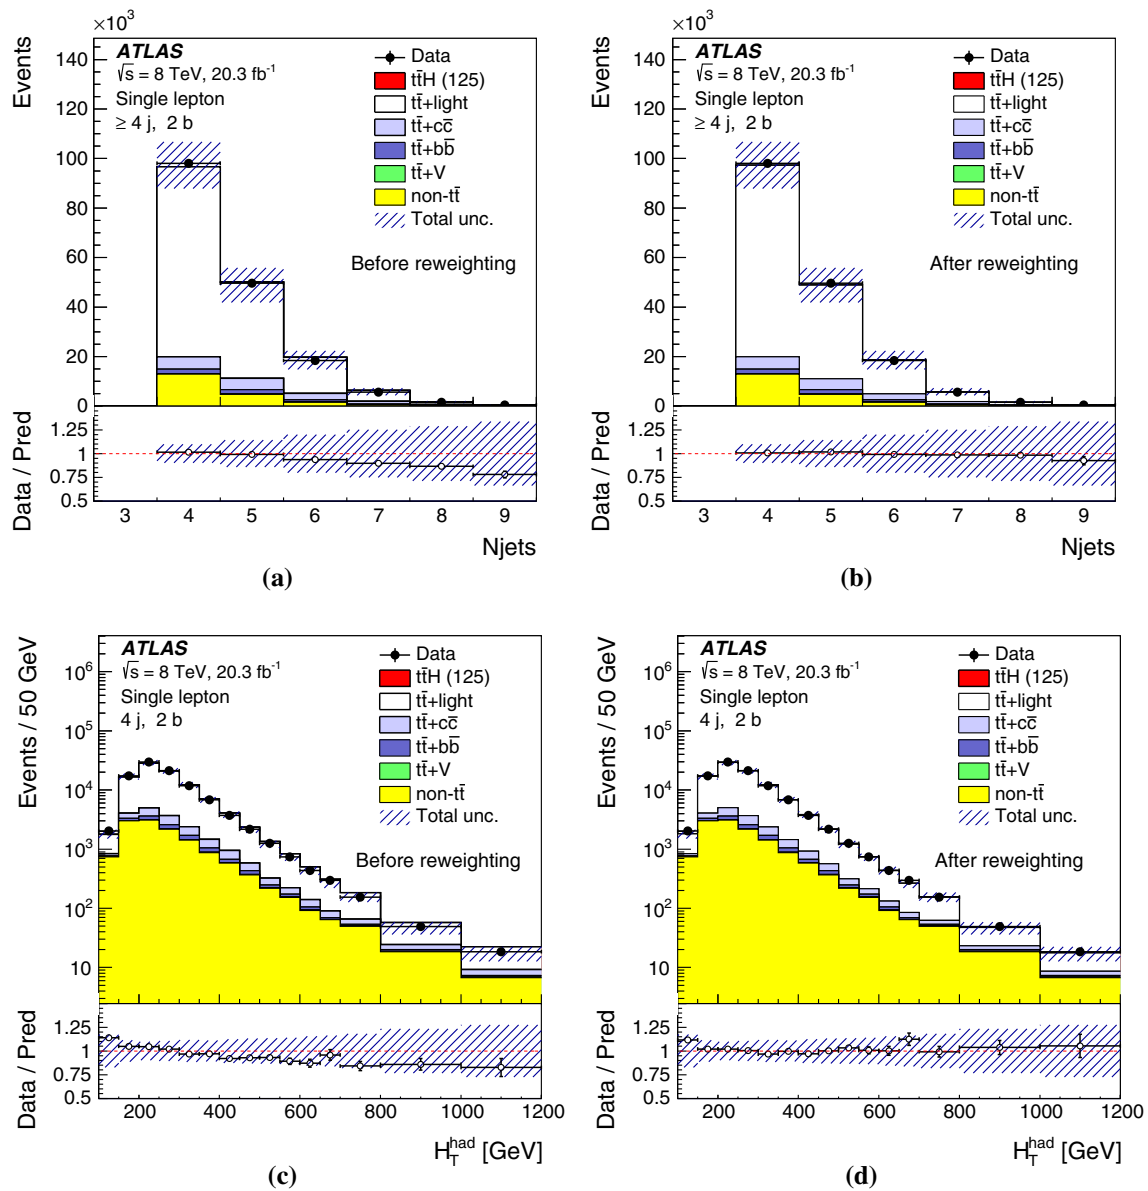 ×10³
Events
140
120
100
80
60
40
20
0
ATLAS
√s = 8 TeV, 20.3 fb⁻¹
Single lepton
≥ 4 j, 2 b
Data
tt̄H (125)
tt̄+light
tt̄+cc̄
tt̄+bb̄
tt̄+V
non-tt̄
Total unc.
Before reweighting
Data / Pred
1.25
1
0.75
0.5
3 4 5 6 7 8 9
Njets
(a)
×10³
Events
140
120
100
80
60
40
20
0
ATLAS
√s = 8 TeV, 20.3 fb⁻¹
Single lepton
≥ 4 j, 2 b
Data
tt̄H (125)
tt̄+light
tt̄+cc̄
tt̄+bb̄
tt̄+V
non-tt̄
Total unc.
After reweighting
Data / Pred
1.25
1
0.75
0.5
3 4 5 6 7 8 9
Njets
(b)
Events / 50 GeV
10⁶
10⁵
10⁴
10³
10²
10
ATLAS
√s = 8 TeV, 20.3 fb⁻¹
Single lepton
4 j, 2 b
Data
tt̄H (125)
tt̄+light
tt̄+cc̄
tt̄+bb̄
tt̄+V
non-tt̄
Total unc.
Before reweighting
Data / Pred
1.25
1
0.75
0.5
200 400 600 800 1000 1200
H_T^had [GeV]
(c)
Events / 50 GeV
10⁶
10⁵
10⁴
10³
10²
10
ATLAS
√s = 8 TeV, 20.3 fb⁻¹
Single lepton
4 j, 2 b
Data
tt̄H (125)
tt̄+light
tt̄+cc̄
tt̄+bb̄
tt̄+V
non-tt̄
Total unc.
After reweighting
Data / Pred
1.25
1
0.75
0.5
200 400 600 800 1000 1200
H_T^had [GeV]
(d)